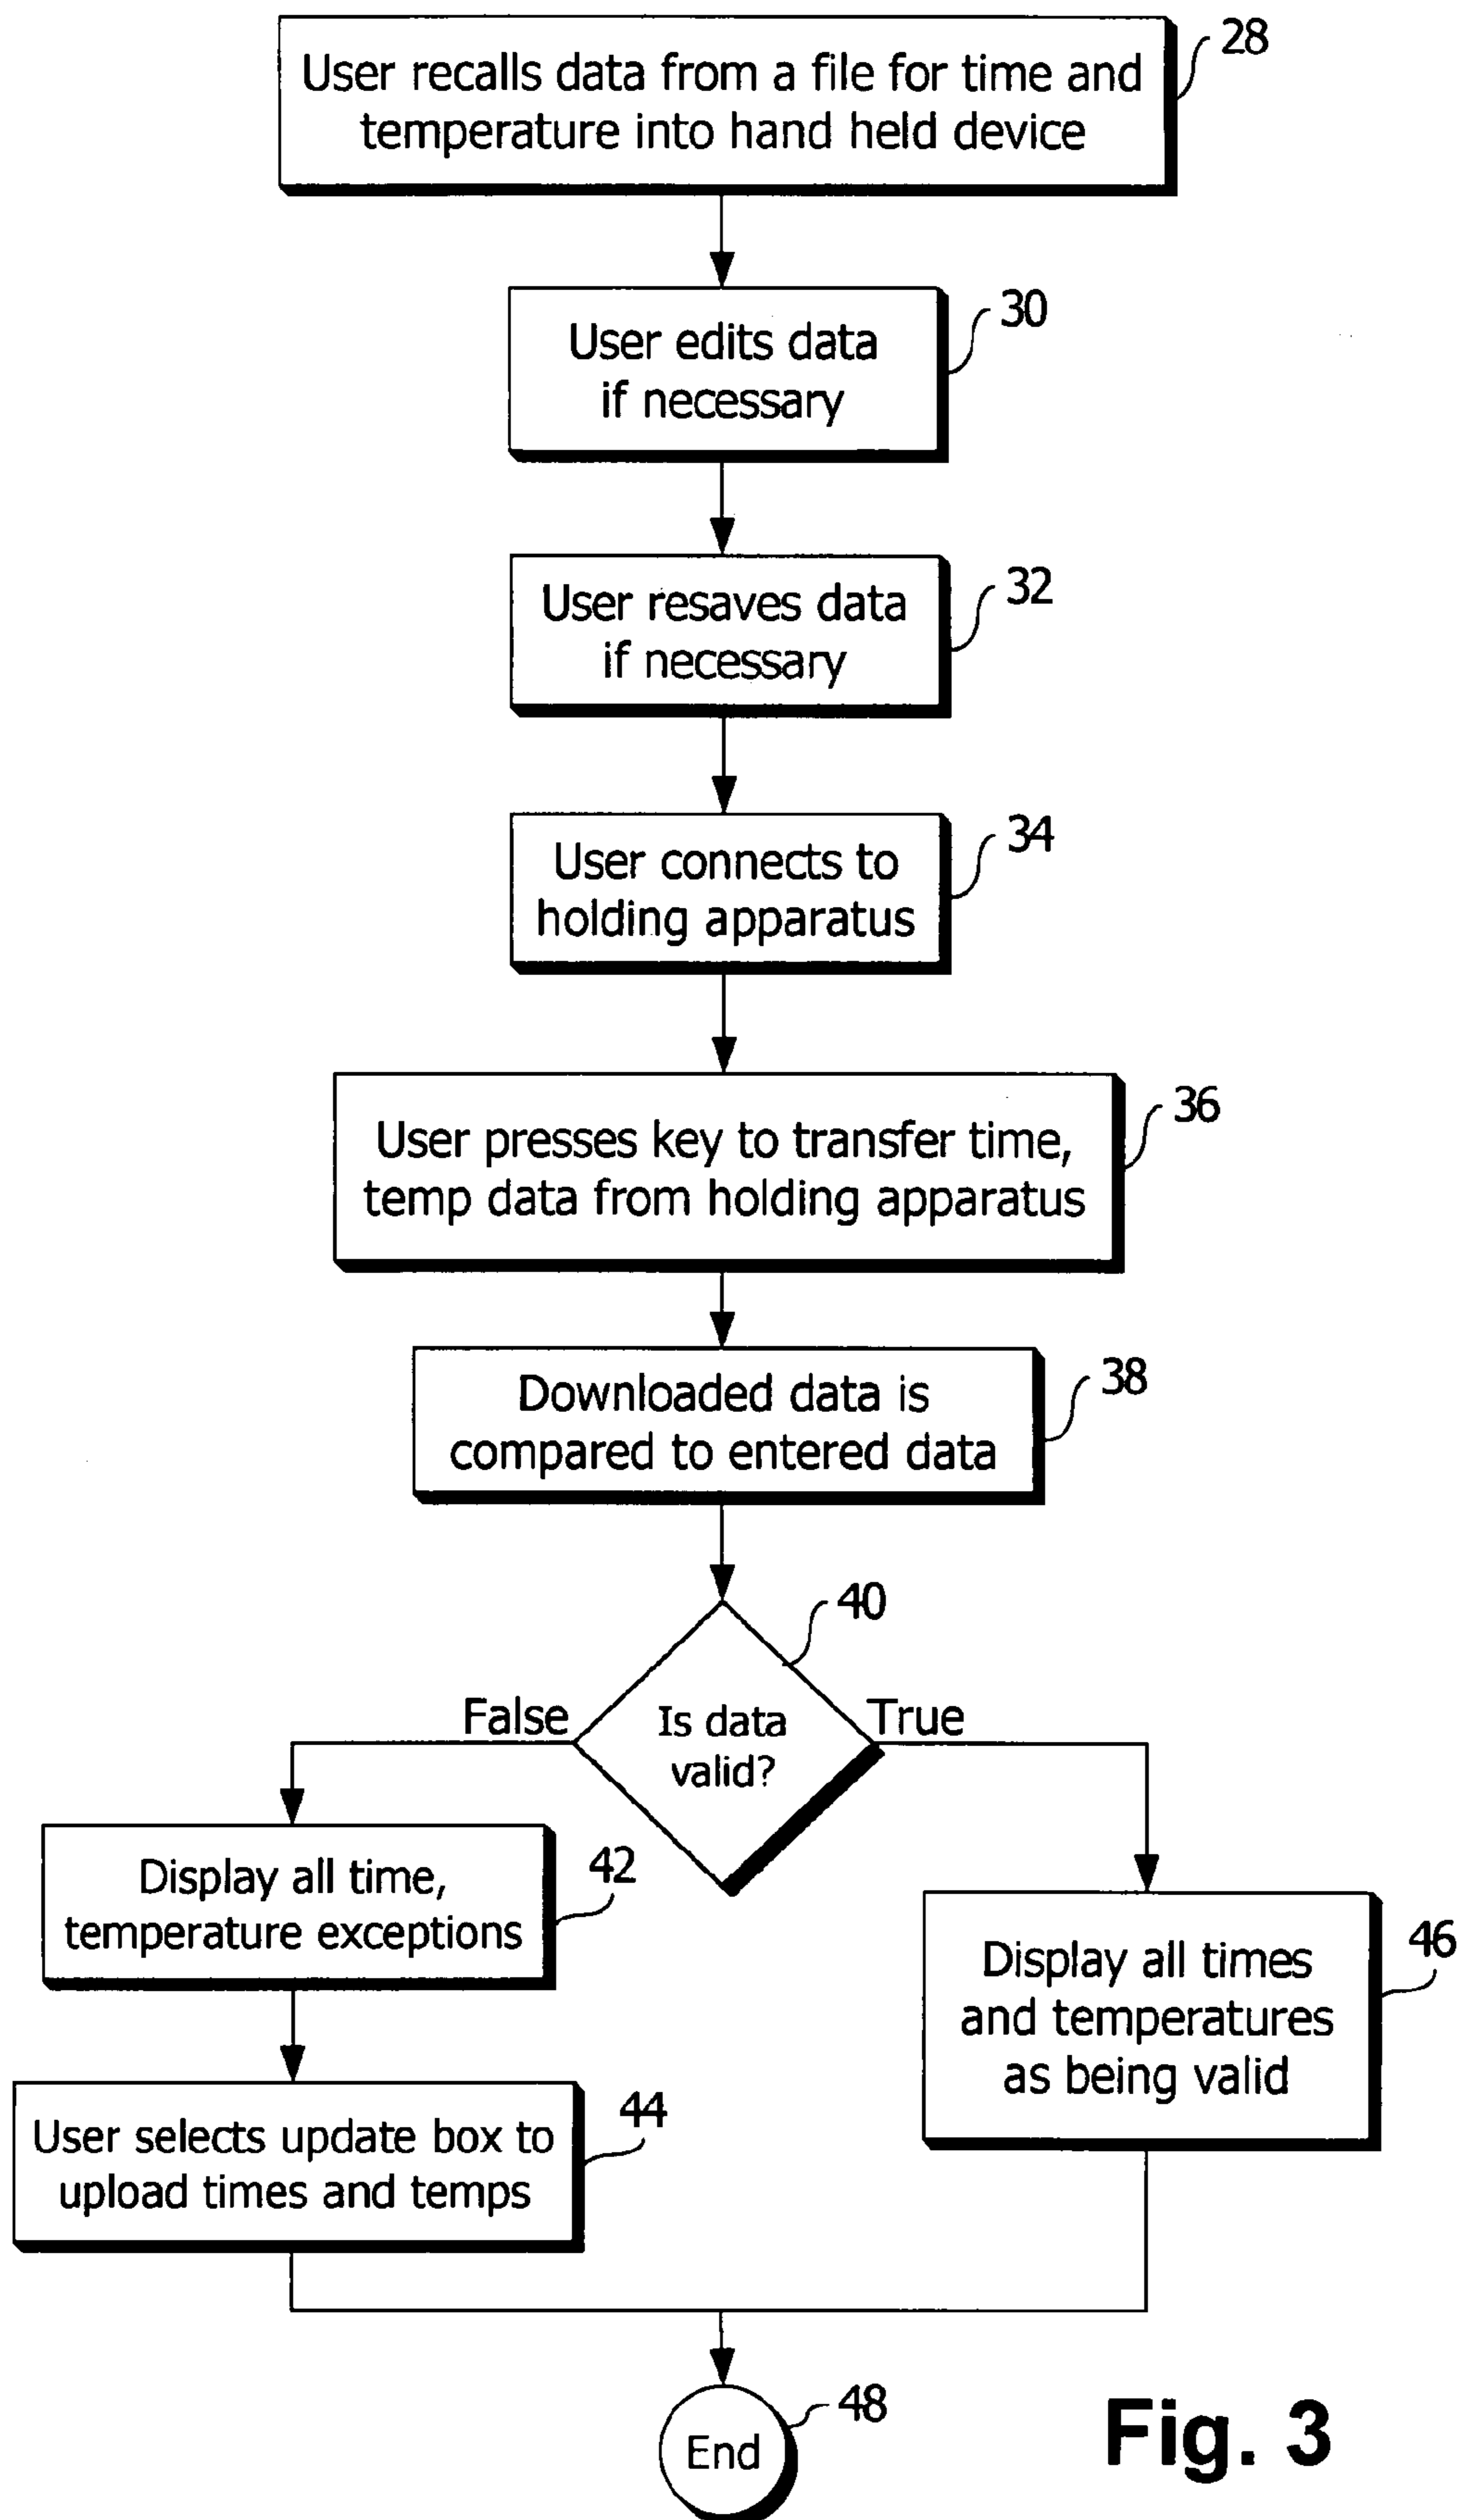 28
User recalls data from a file for time and
temperature into hand held device
30
User edits data
if necessary
32
User resaves data
if necessary
34
User connects to
holding apparatus
36
User presses key to transfer time,
temp data from holding apparatus
38
Downloaded data is
compared to entered data
40
False
Is data
valid?
True
42
Display all time,
temperature exceptions
46
Display all times
and temperatures
as being valid
44
User selects update box to
upload times and temps
48
End
Fig. 3